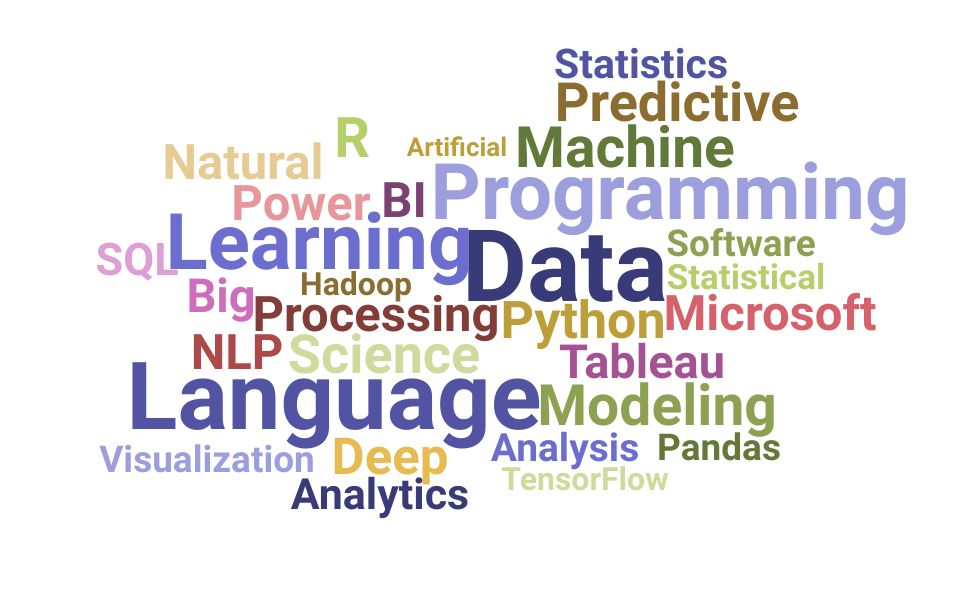 Statistics
Predictive
R
Artificial
Machine
Natural
Programming
Power
BI
Learning
Data
Software
SQL
Statistical
Hadoop
Big
Processing
Python
Microsoft
NLP
Science
Tableau
Language
Modeling
Visualization
Deep
Analysis
Pandas
TensorFlow
Analytics